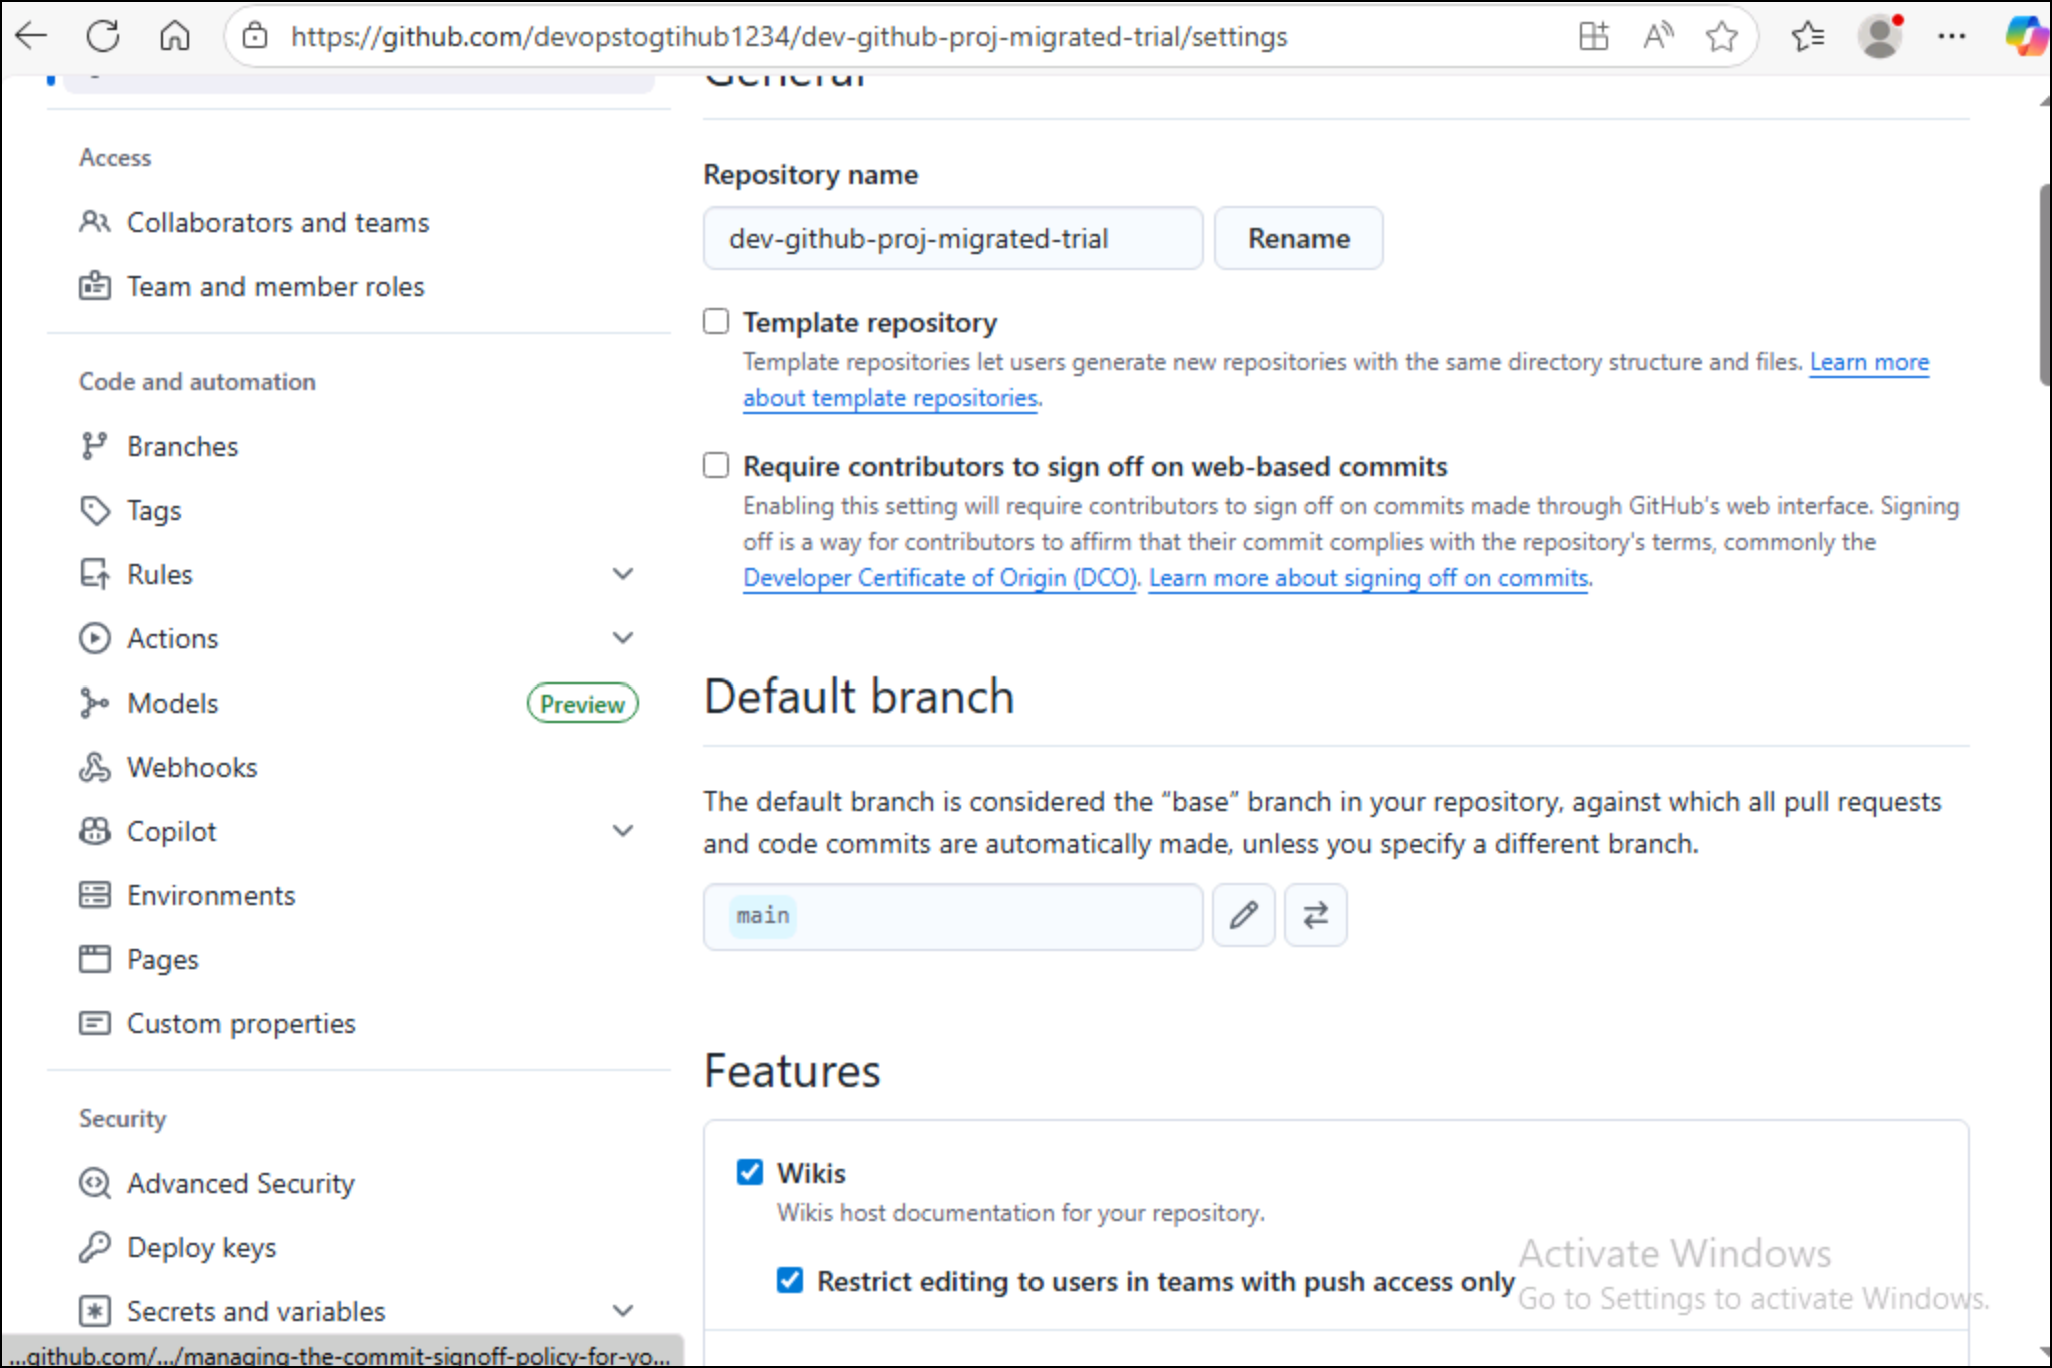 https://github.com/devopstogtihub1234/dev-github-proj-migrated-trial/settings
General
Access
Collaborators and teams
Team and member roles
Code and automation
Branches
Tags
Rules
Actions
Models
Preview
Webhooks
Copilot
Environments
Pages
Custom properties
Security
Advanced Security
Deploy keys
Secrets and variables
...github.com/.../managing-the-commit-signoff-policy-for-yo...
Repository name
dev-github-proj-migrated-trial
Rename
Template repository
Template repositories let users generate new repositories with the same directory structure and files. Learn more
about template repositories.
Require contributors to sign off on web-based commits
Enabling this setting will require contributors to sign off on commits made through GitHub's web interface. Signing
off is a way for contributors to affirm that their commit complies with the repository's terms, commonly the
Developer Certificate of Origin (DCO). Learn more about signing off on commits.
Default branch
The default branch is considered the “base” branch in your repository, against which all pull requests
and code commits are automatically made, unless you specify a different branch.
main
Features
Wikis
Wikis host documentation for your repository.
Restrict editing to users in teams with push access only
Activate Windows
Go to Settings to activate Windows.